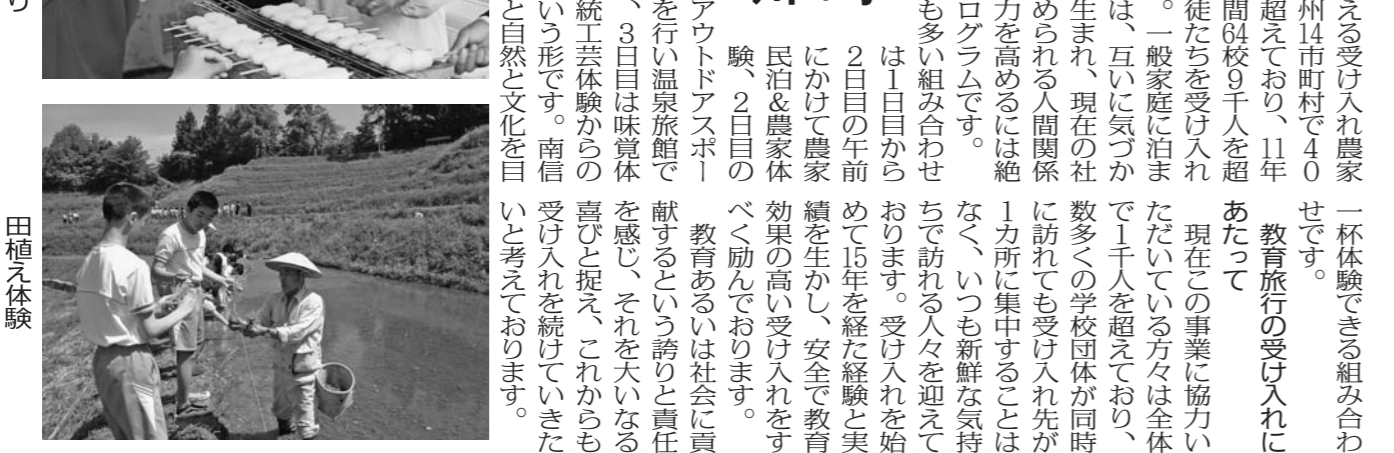 える受け入れ農家
州14市町村で40
超えており、11年
間64校9千人を超
徒たちを受け入れ
。一般家庭に泊ま
は、互いに気づか
生まれ、現在の社
められる人間関係
力を高めるには絶
ログラムです。
も多い組み合わせ
は1日目から
2日目の午前
にかけて農家
民泊&農家体
験、2日目の
アウトドアスポー
を行い温泉旅館で
、3日目は味覚体
統工芸体験からの
いう形です。南信
と自然と文化を目
一杯体験できる組み合わ
せです。
教育旅行の受け入れに
あたって
現在この事業に協力い
ただいている方々は全体
で1千人を超えており、
数多くの学校団体が同時
に訪れても受け入れ先が
1カ所に集中することは
なく、いつも新鮮な気持
ちで訪れる人々を迎えて
おります。受け入れを始
めて15年を経た経験と実
績を生かし、安全で教育
効果の高い受け入れをす
べく励んでおります。
教育あるいは社会に貢
献するという誇りと責任
を感じ、それを大いなる
喜びと捉え、これからも
受け入れを続けていきた
いと考えております。
り
田植え体験